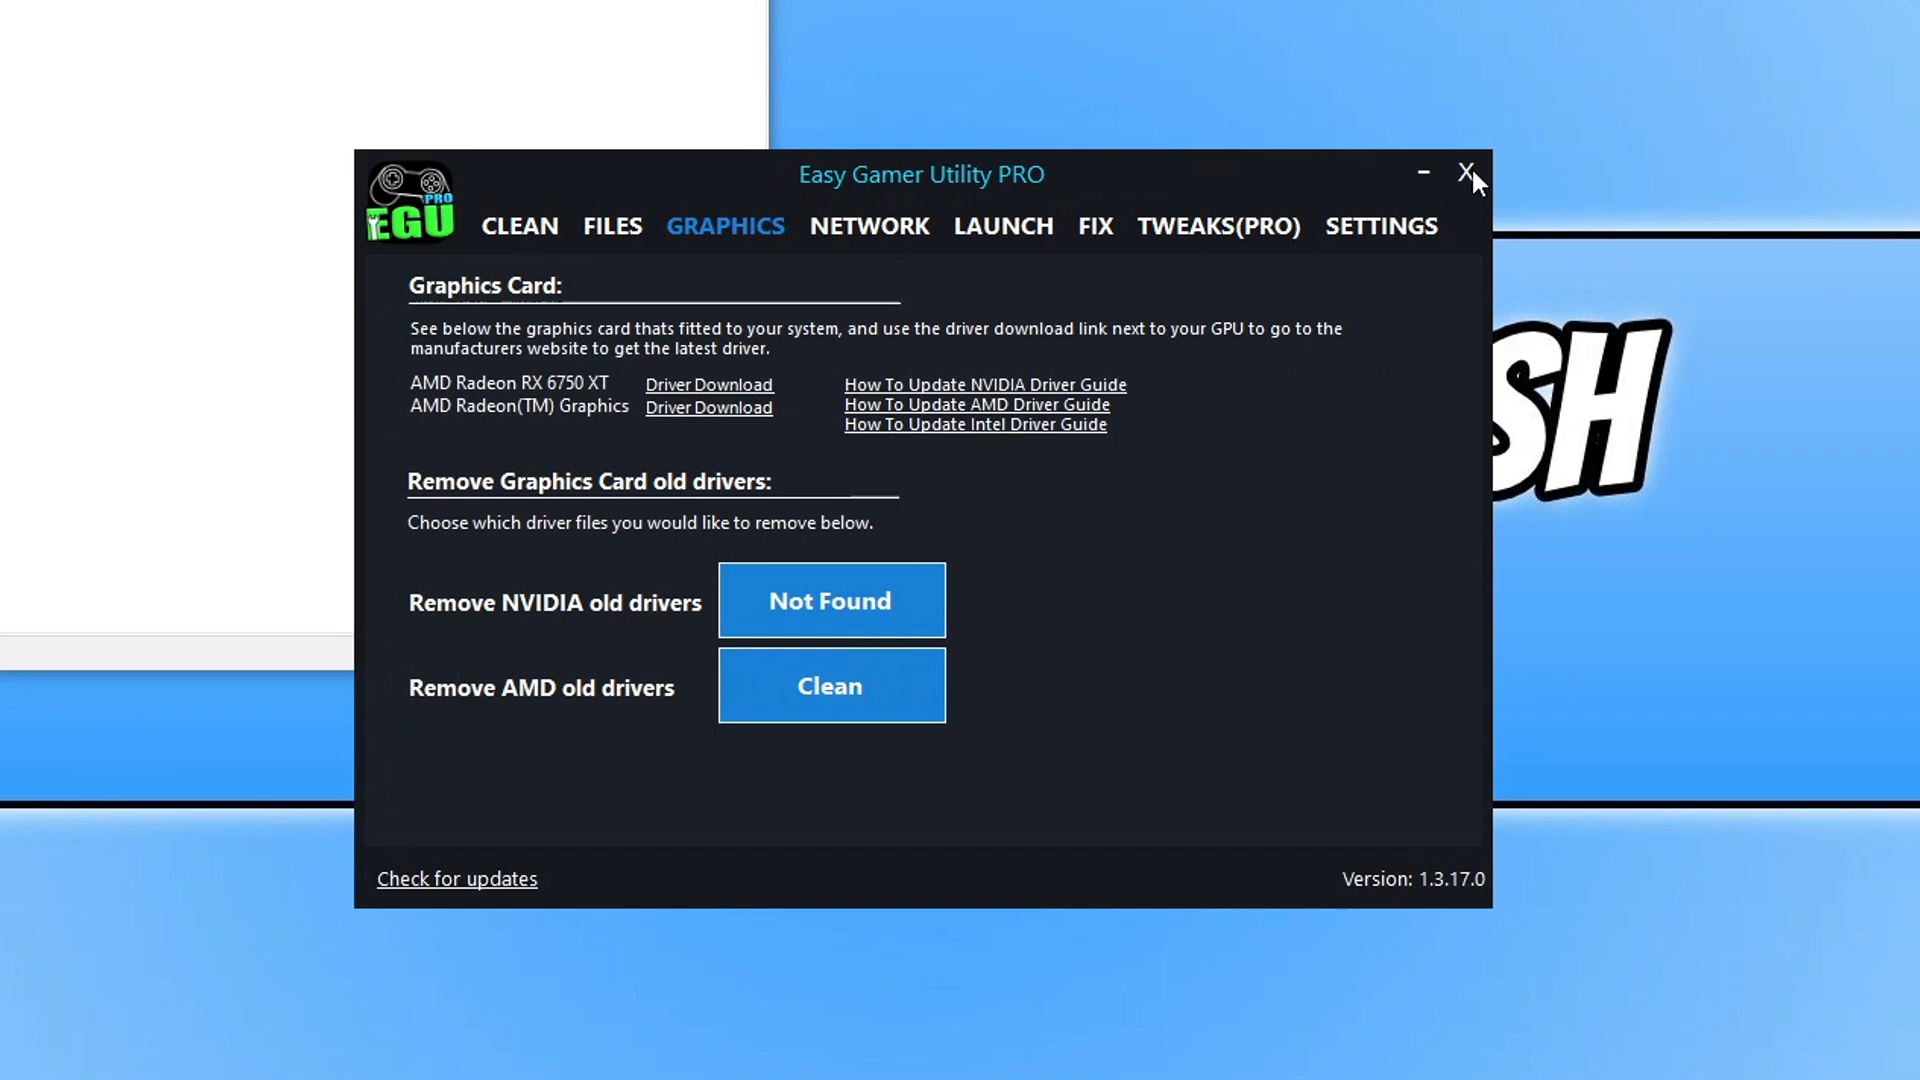 Easy Gamer Utility PRO
– X
PRO
EGU
CLEAN FILES GRAPHICS NETWORK LAUNCH FIX TWEAKS(PRO) SETTINGS
Graphics Card:
See below the graphics card thats fitted to your system, and use the driver download link next to your GPU to go to the
manufacturers website to get the latest driver.
AMD Radeon RX 6750 XT Driver Download How To Update NVIDIA Driver Guide
AMD Radeon(TM) Graphics Driver Download How To Update AMD Driver Guide
How To Update Intel Driver Guide
SH
Remove Graphics Card old drivers:
Choose which driver files you would like to remove below.
Remove NVIDIA old drivers Not Found
Remove AMD old drivers Clean
Check for updates Version: 1.3.17.0